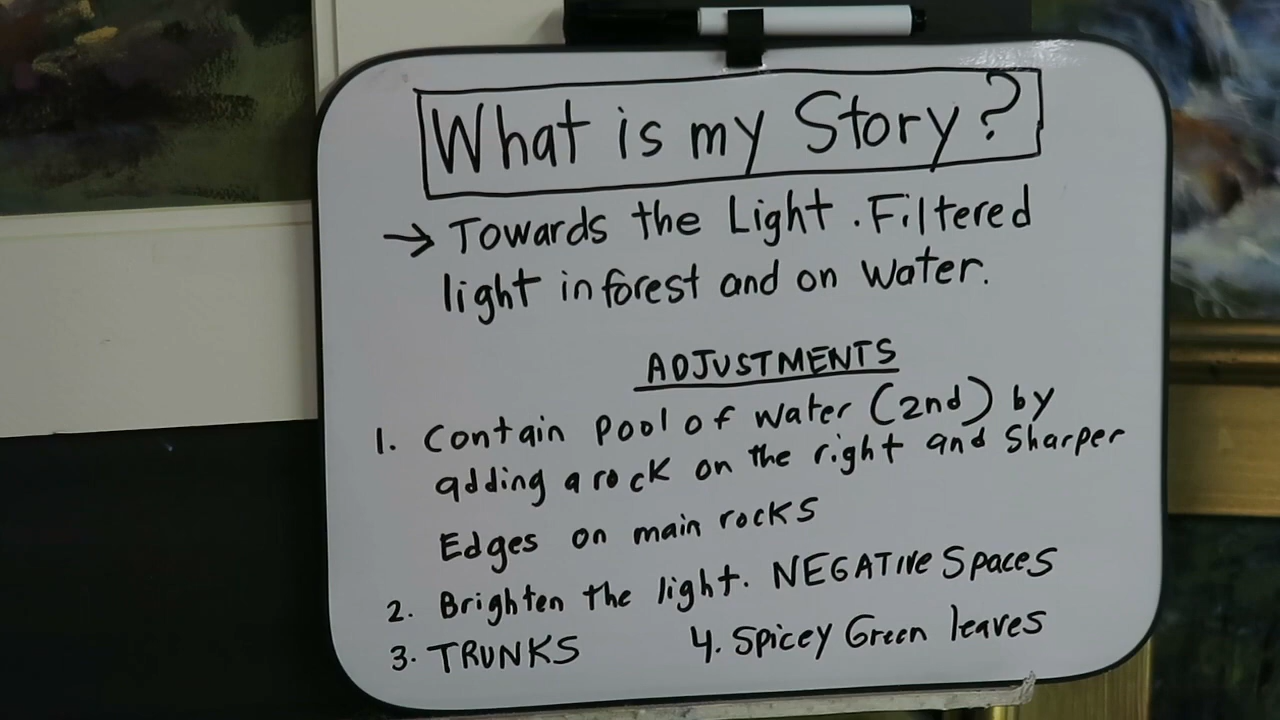 What is my Story?
→ Towards the Light. Filtered
light in forest and on water.
ADJUSTMENTS
1. Contain pool of water (2nd) by
adding a rock on the right and Sharper
Edges on main rocks
2. Brighten the light. NEGATIVE Spaces
3. TRUNKS 4. Spicey Green leaves